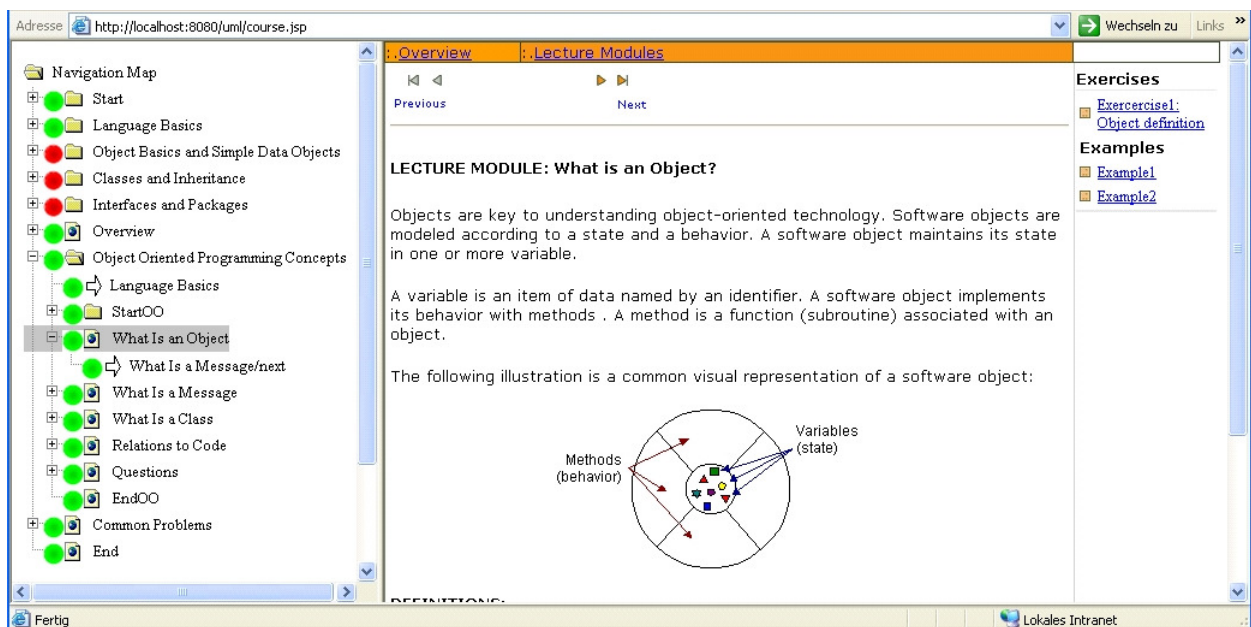 Adresse http://localhost:8080/uml/course.jsp Wechseln zu Links »
Navigation Map
Start
Language Basics
Object Basics and Simple Data Objects
Classes and Inheritance
Interfaces and Packages
Overview
Object Oriented Programming Concepts
Language Basics
StartOO
What Is an Object
What Is a Message/next
What Is a Message
What Is a Class
Relations to Code
Questions
EndOO
Common Problems
End
:.Overview :.Lecture Modules
Previous Next
LECTURE MODULE: What is an Object?
Objects are key to understanding object-oriented technology. Software objects are
modeled according to a state and a behavior. A software object maintains its state
in one or more variable.
A variable is an item of data named by an identifier. A software object implements
its behavior with methods . A method is a function (subroutine) associated with an
object.
The following illustration is a common visual representation of a software object:
Methods
(behavior)
Variables
(state)
DEFINITIONS:
Exercises
Exercercise1:
Object definition
Examples
Example1
Example2
Fertig Lokales Intranet